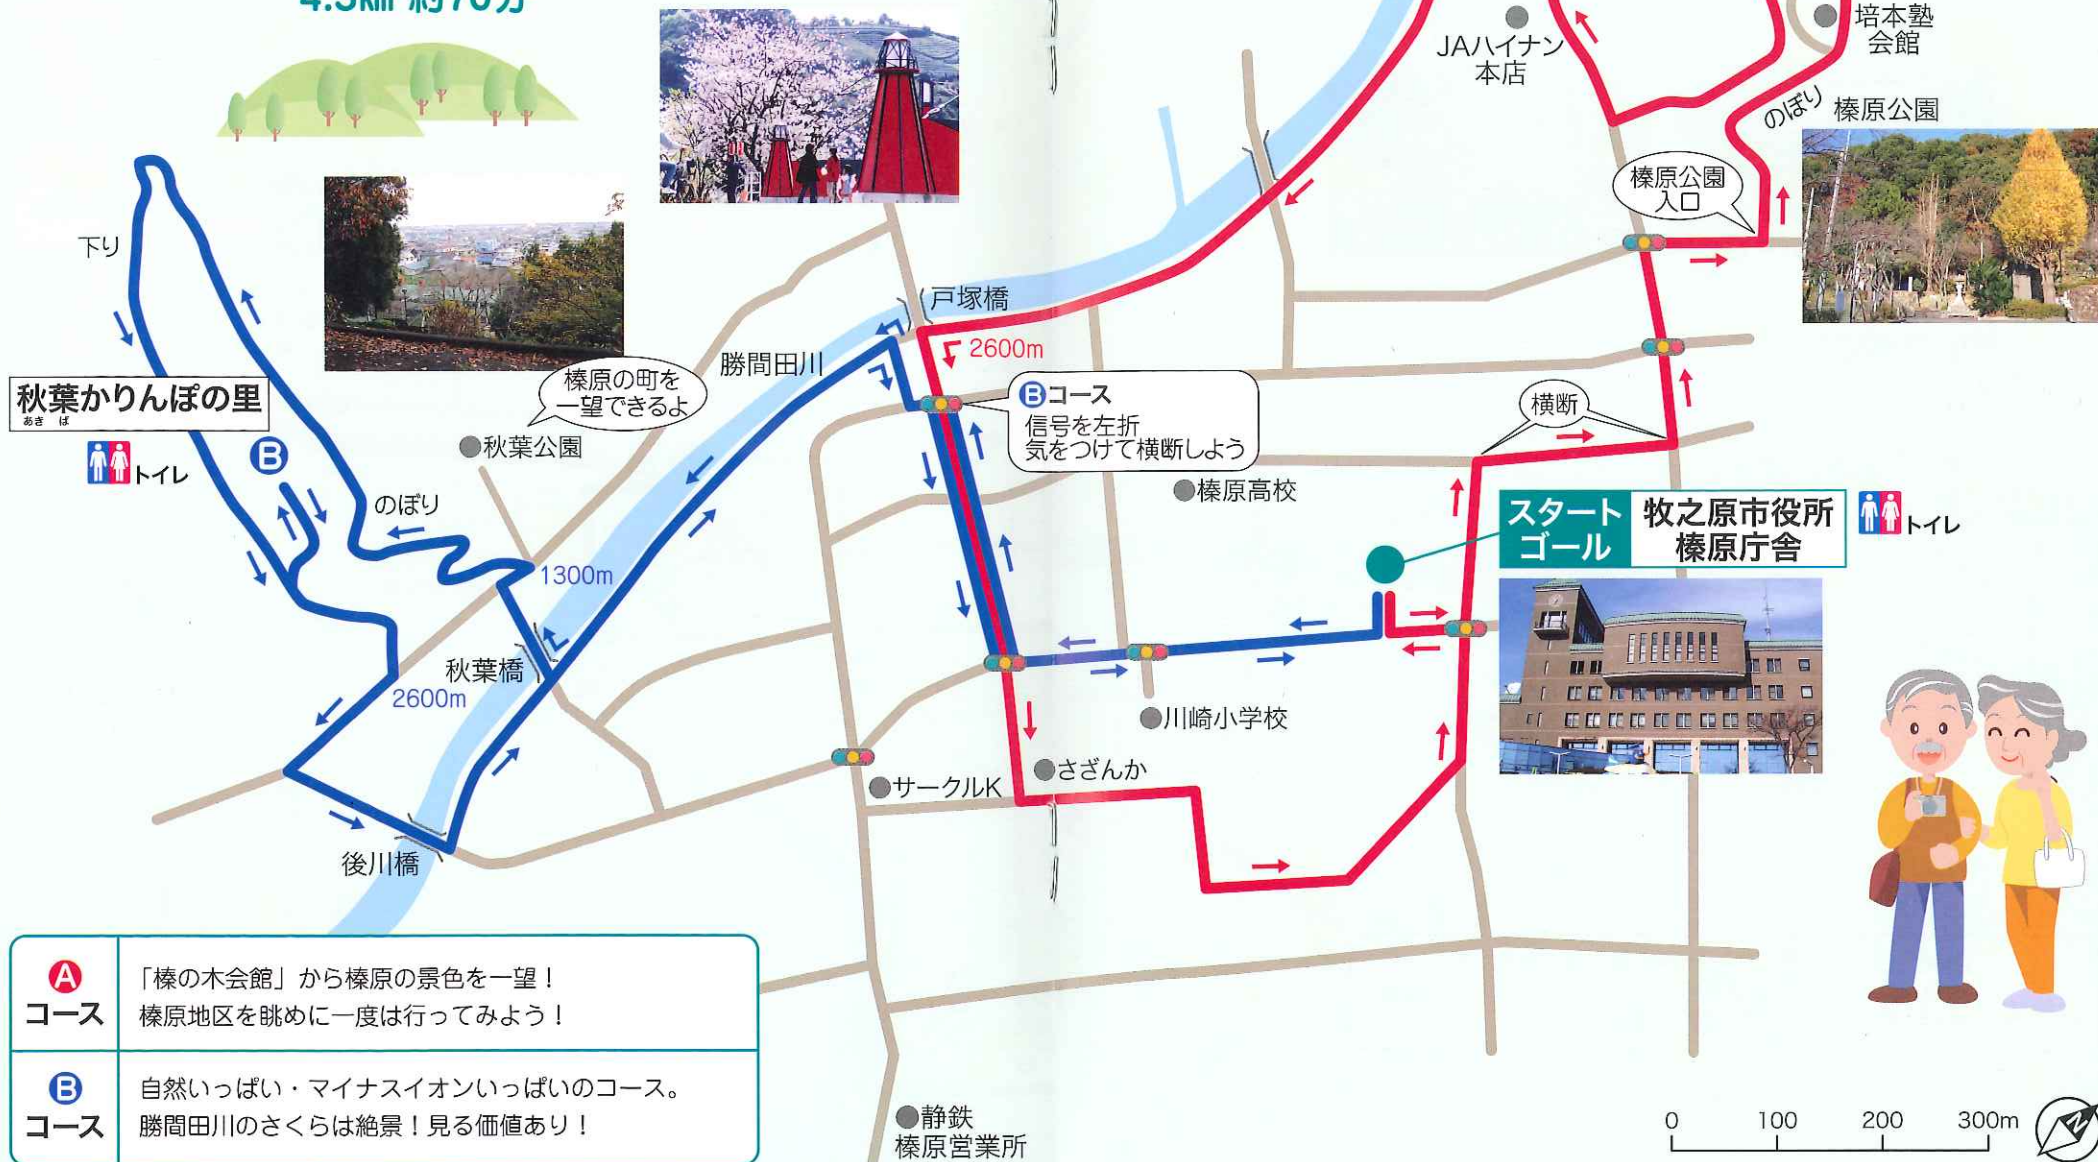 4.5㎞ 約70分
JAハイナン
本店
培本塾
会館
のぼり
榛原公園
榛原公園
入口
下り
戸塚橋
2600m
勝間田川
榛原の町を
一望できるよ
Bコース
信号を左折
気をつけて横断しよう
横断
秋葉かりんぽの里
あき ば
トイレ
B
秋葉公園
のぼり
榛原高校
スタート
ゴール
牧之原市役所
榛原庁舎
トイレ
1300m
秋葉橋
2600m
川崎小学校
さざんか
サークルK
後川橋
A
コース
「榛の木会館」から榛原の景色を一望！
榛原地区を眺めに一度は行ってみよう！
B
コース
自然いっぱい・マイナスイオンいっぱいのコース。
勝間田川のさくらは絶景！見る価値あり！
静鉄
榛原営業所
0 100 200 300m
N